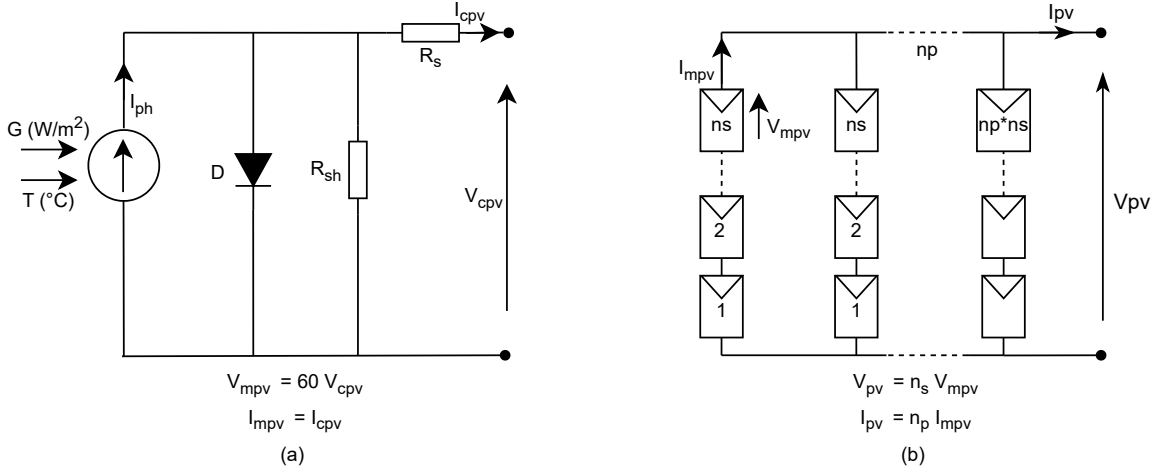 I_cpv
R_s
I_ph
G (W/m²)
T (°C)
D
R_sh
V_cpv
V_mpv = 60 V_cpv
I_mpv = I_cpv
(a)
Ipv
np
I_mpv
ns
V_mpv
ns
np*ns
2
2
Vpv
1
1
V_pv = n_s V_mpv
I_pv = n_p I_mpv
(b)